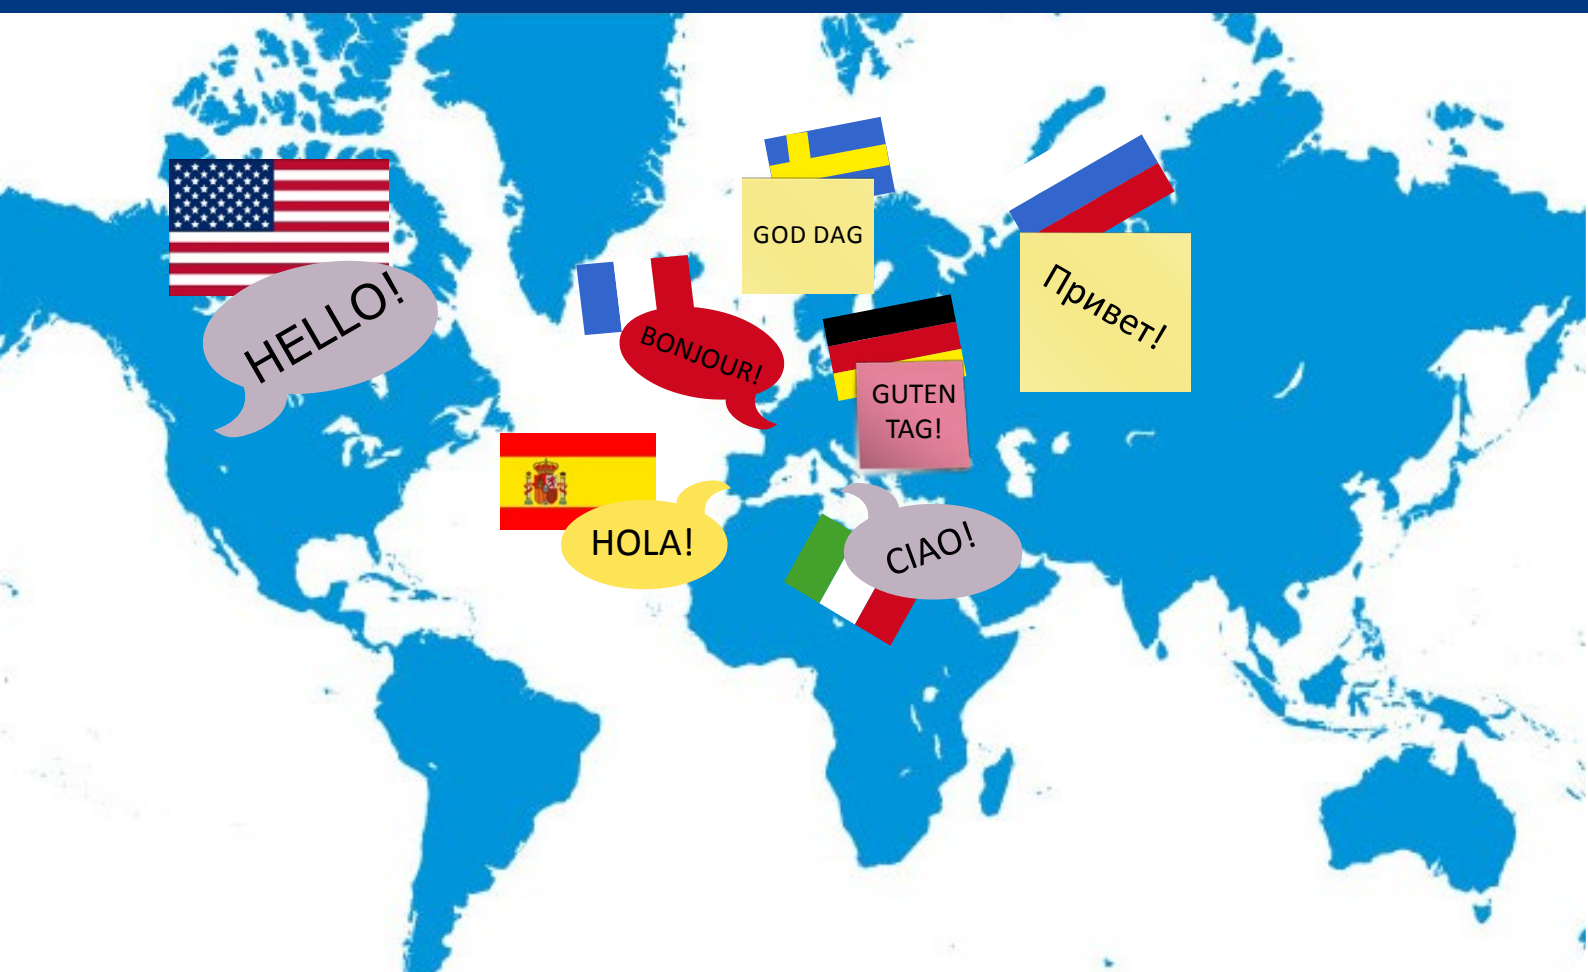 GOD DAG
HELLO!
Привет!
BONJOUR!
GUTEN
TAG!
HOLA!
CIAO!